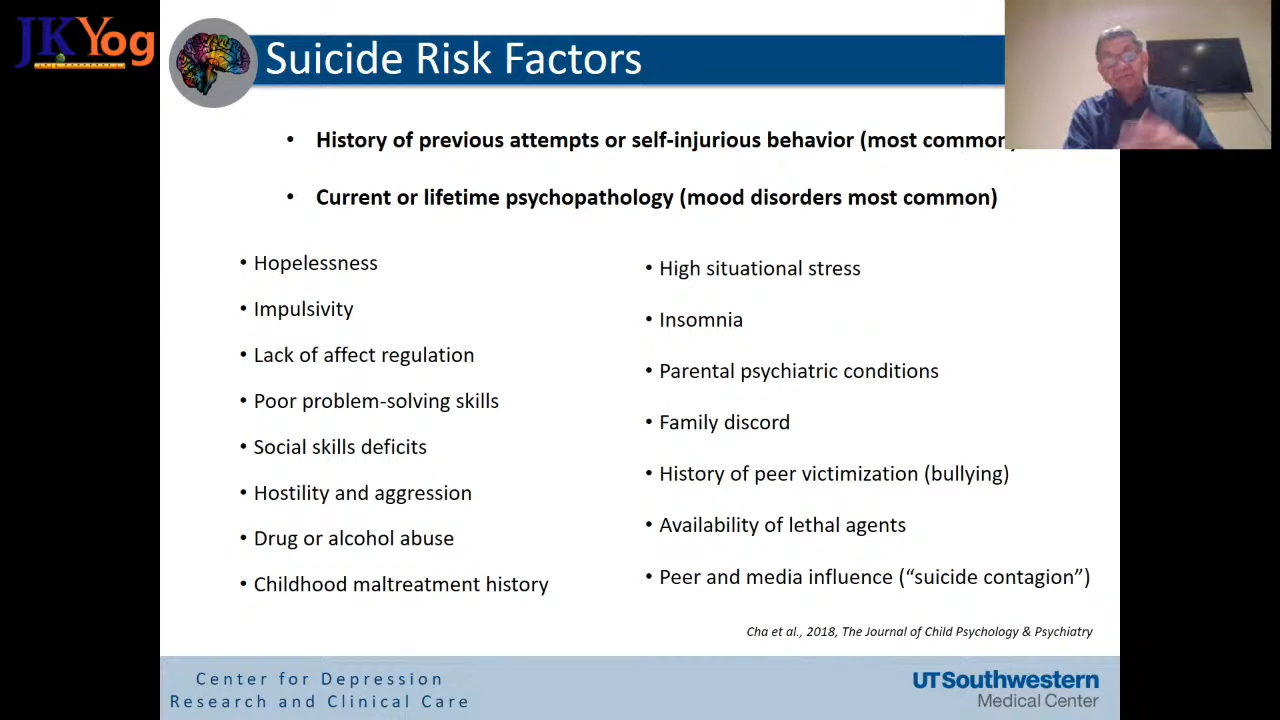 JKYog
Suicide Risk Factors
• History of previous attempts or self-injurious behavior (most common)
• Current or lifetime psychopathology (mood disorders most common)
• Hopelessness
• Impulsivity
• Lack of affect regulation
• Poor problem-solving skills
• Social skills deficits
• Hostility and aggression
• Drug or alcohol abuse
• Childhood maltreatment history
• High situational stress
• Insomnia
• Parental psychiatric conditions
• Family discord
• History of peer victimization (bullying)
• Availability of lethal agents
• Peer and media influence (“suicide contagion”)
Cha et al., 2018, The Journal of Child Psychology & Psychiatry
Center for Depression
Research and Clinical Care
UTSouthwestern
Medical Center